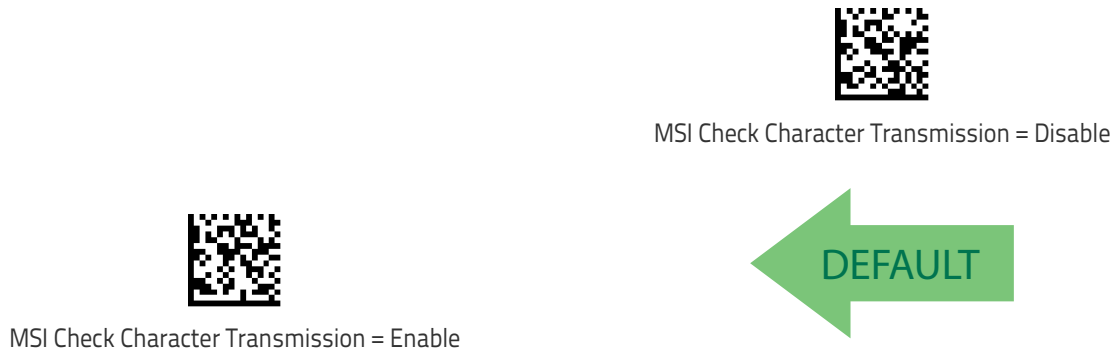 MSI Check Character Transmission = Disable
DEFAULT
MSI Check Character Transmission = Enable